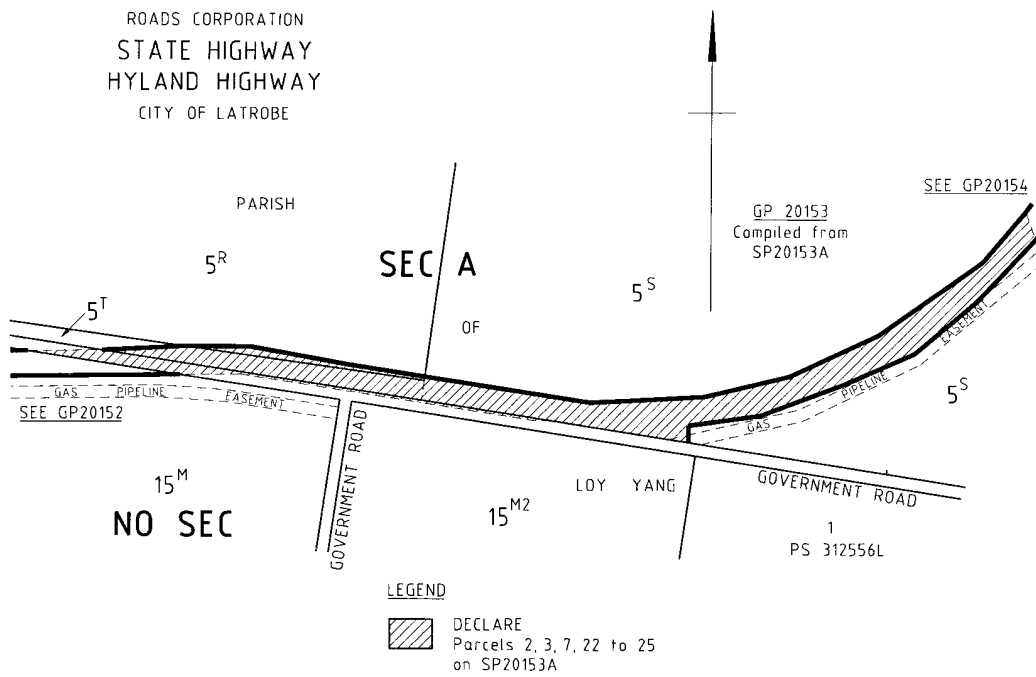 ROADS CORPORATION
STATE HIGHWAY
HYLAND HIGHWAY
CITY OF LATROBE
SEE GP20154
PARISH
GP 20153
Compiled from
SP20153A
5R
SEC A
5S
5T
OF
GAS PIPELINE EASEMENT
GAS PIPELINE EASEMENT
5S
SEE GP20152
GOVERNMENT ROAD
15M
NO SEC
15M2
LOY YANG
GOVERNMENT ROAD
1
PS 312556L
LEGEND
DECLARE
Parcels 2, 3, 7, 22 to 25
on SP20153A